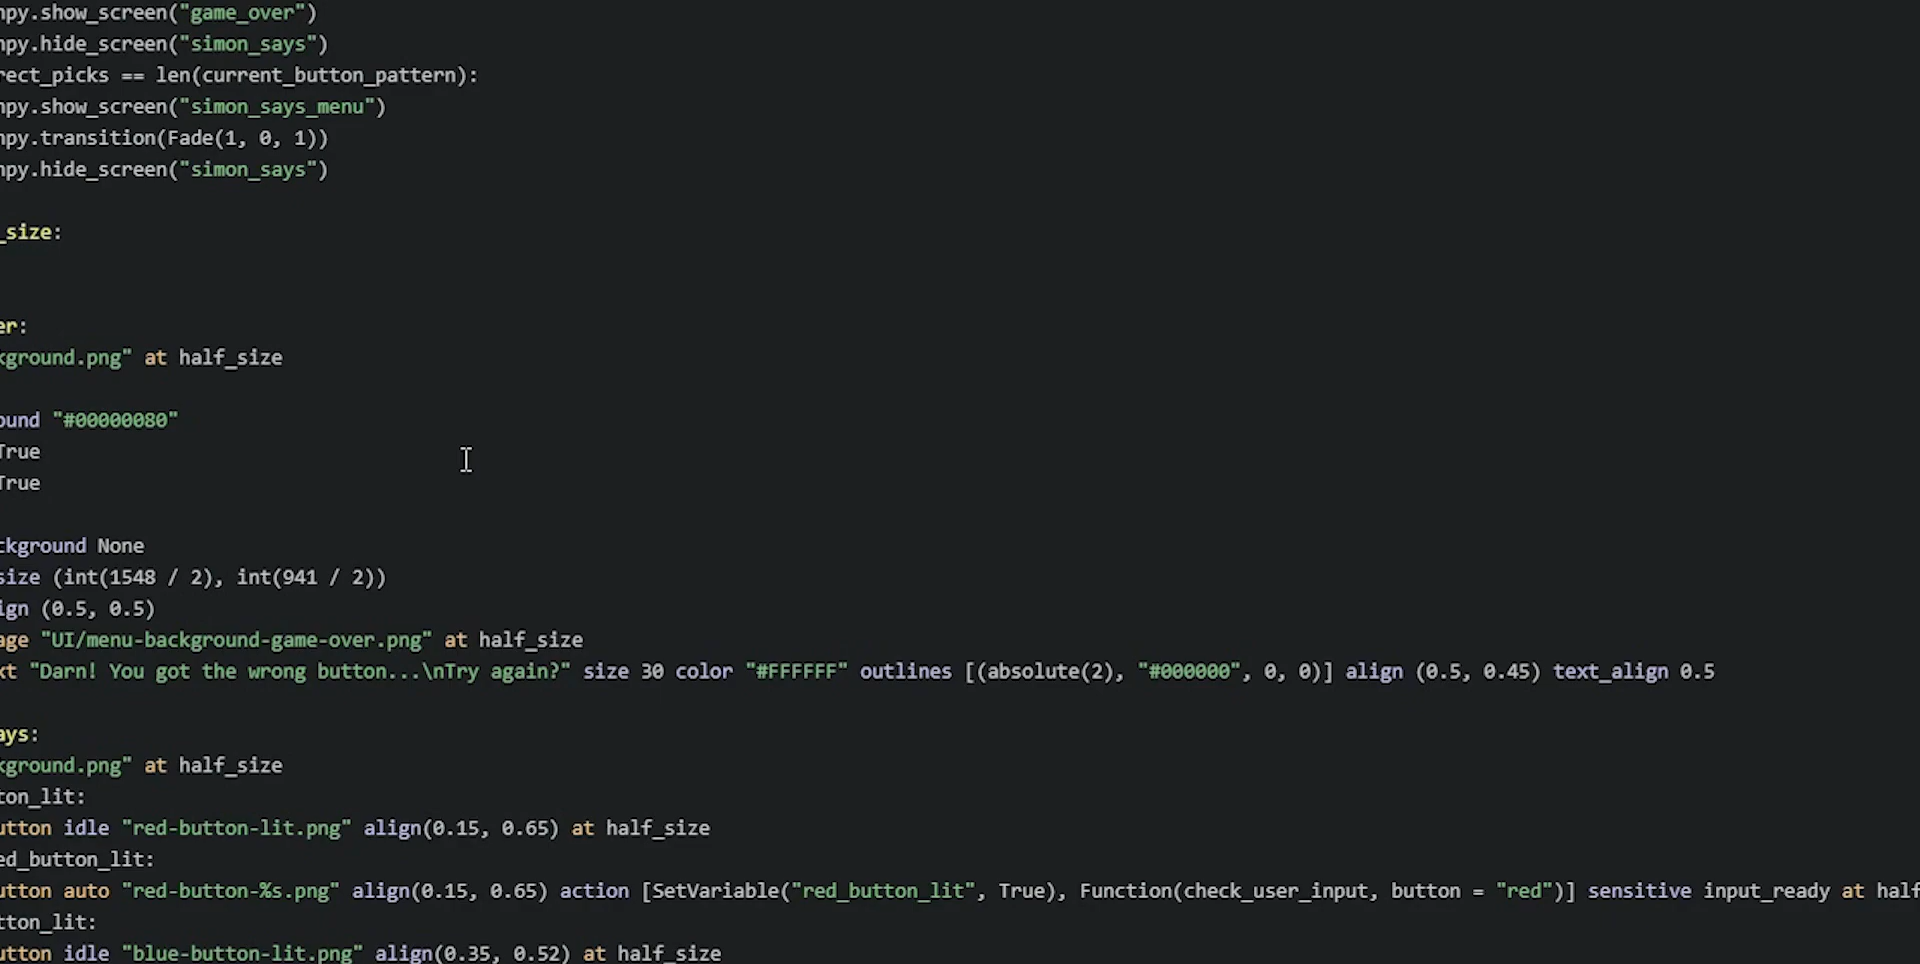 npy.show_screen("game_over")
npy.hide_screen("simon_says")
rect_picks == len(current_button_pattern):
npy.show_screen("simon_says_menu")
npy.transition(Fade(1, 0, 1))
npy.hide_screen("simon_says")
_size:
er:
kground.png" at half_size
ound "#00000080"
True
True
ckground None
size (int(1548 / 2), int(941 / 2))
ign (0.5, 0.5)
age "UI/menu-background-game-over.png" at half_size
xt "Darn! You got the wrong button...\nTry again?" size 30 color "#FFFFFF" outlines [(absolute(2), "#000000", 0, 0)] align (0.5, 0.45) text_align 0.5
ays:
kground.png" at half_size
ton_lit:
utton idle "red-button-lit.png" align(0.15, 0.65) at half_size
ed_button_lit:
utton auto "red-button-%s.png" align(0.15, 0.65) action [SetVariable("red_button_lit", True), Function(check_user_input, button = "red")] sensitive input_ready at half
tton_lit:
utton idle "blue-button-lit.png" align(0.35, 0.52) at half_size